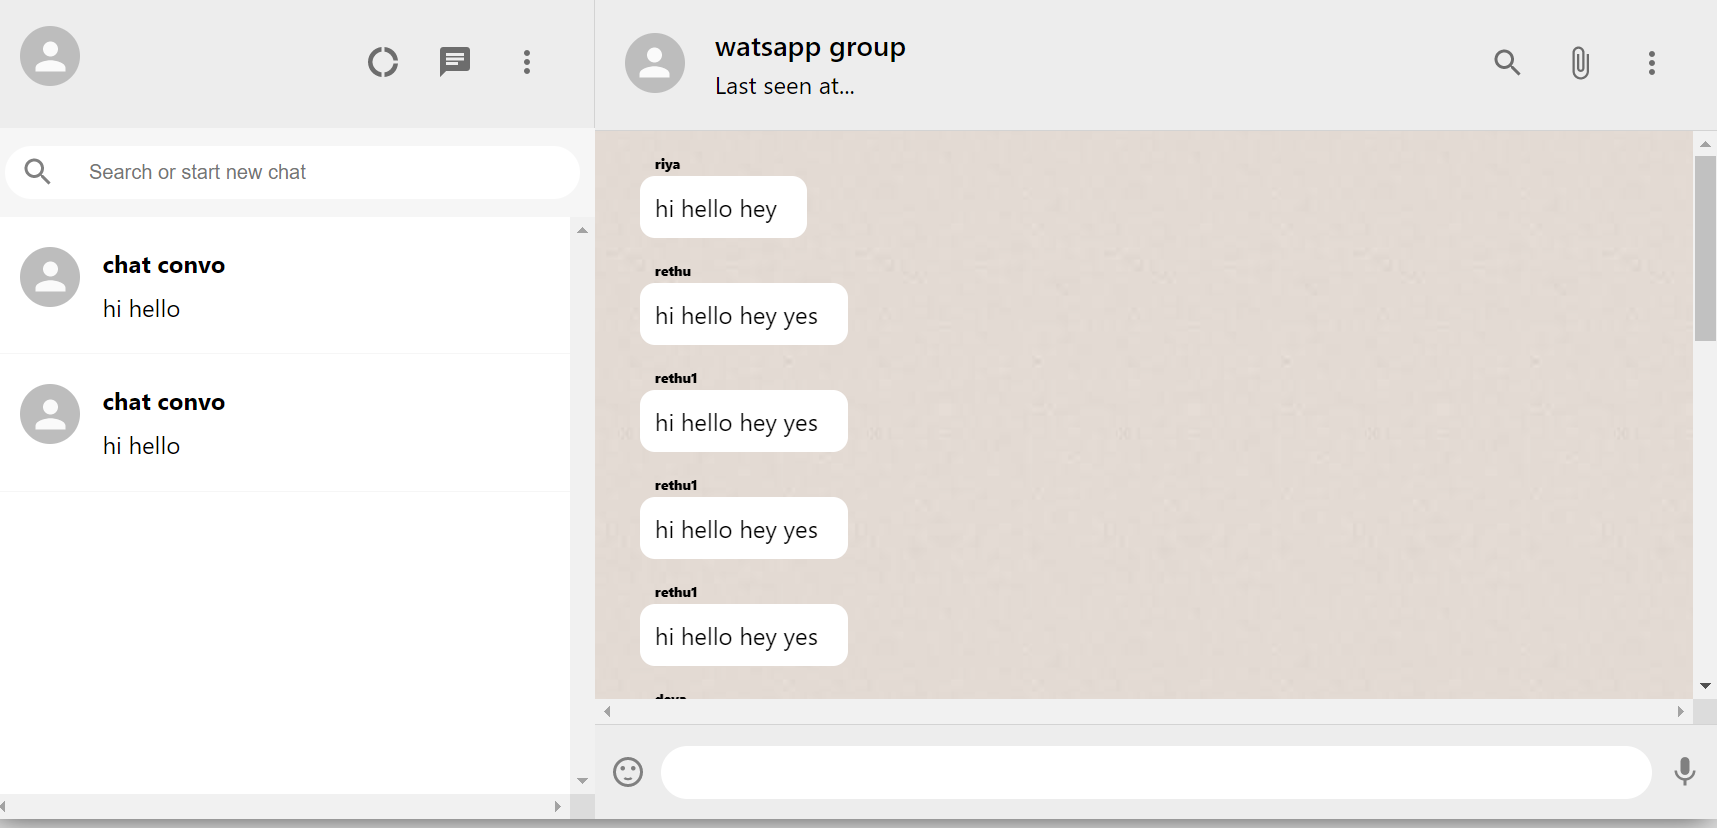 watsapp group
Last seen at...
Search or start new chat
chat convo
hi hello
chat convo
hi hello
riya
hi hello hey
rethu
hi hello hey yes
rethu1
hi hello hey yes
rethu1
hi hello hey yes
rethu1
hi hello hey yes